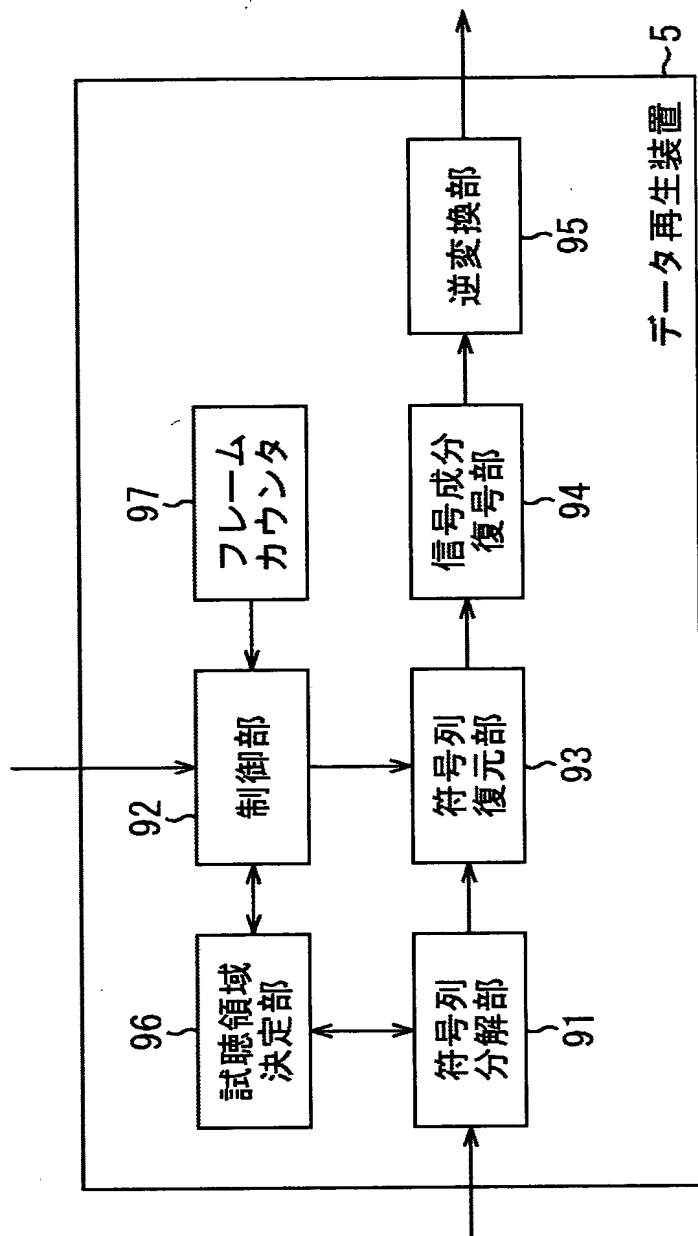 96
試聴領域
決定部
92
制御部
97
フレーム
カウンタ
符号列
分解部
91
符号列
復元部
93
信号成分
復号部
94
逆変換部
95
データ再生装置
5